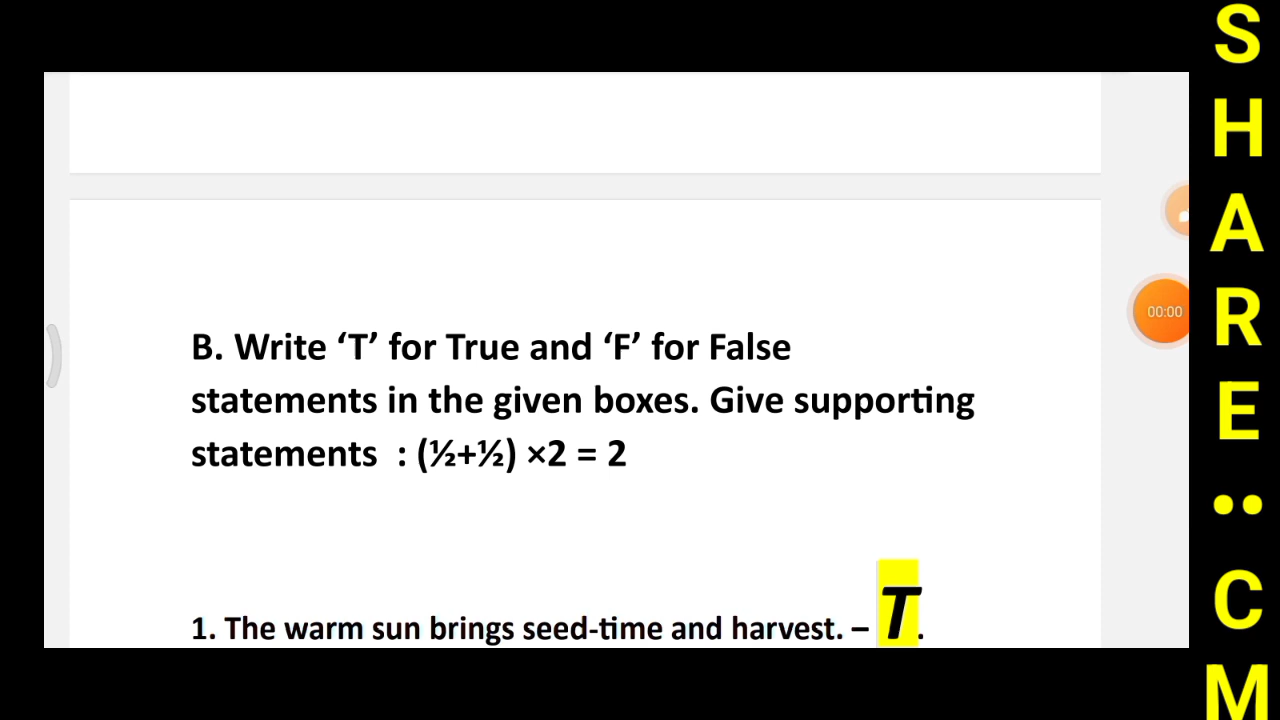 B. Write ‘T’ for True and ‘F’ for False
statements in the given boxes. Give supporting
statements : (½+½) ×2 = 2
1. The warm sun brings seed-time and harvest. – T.
00:00
S
H
A
R
E
••
C
M